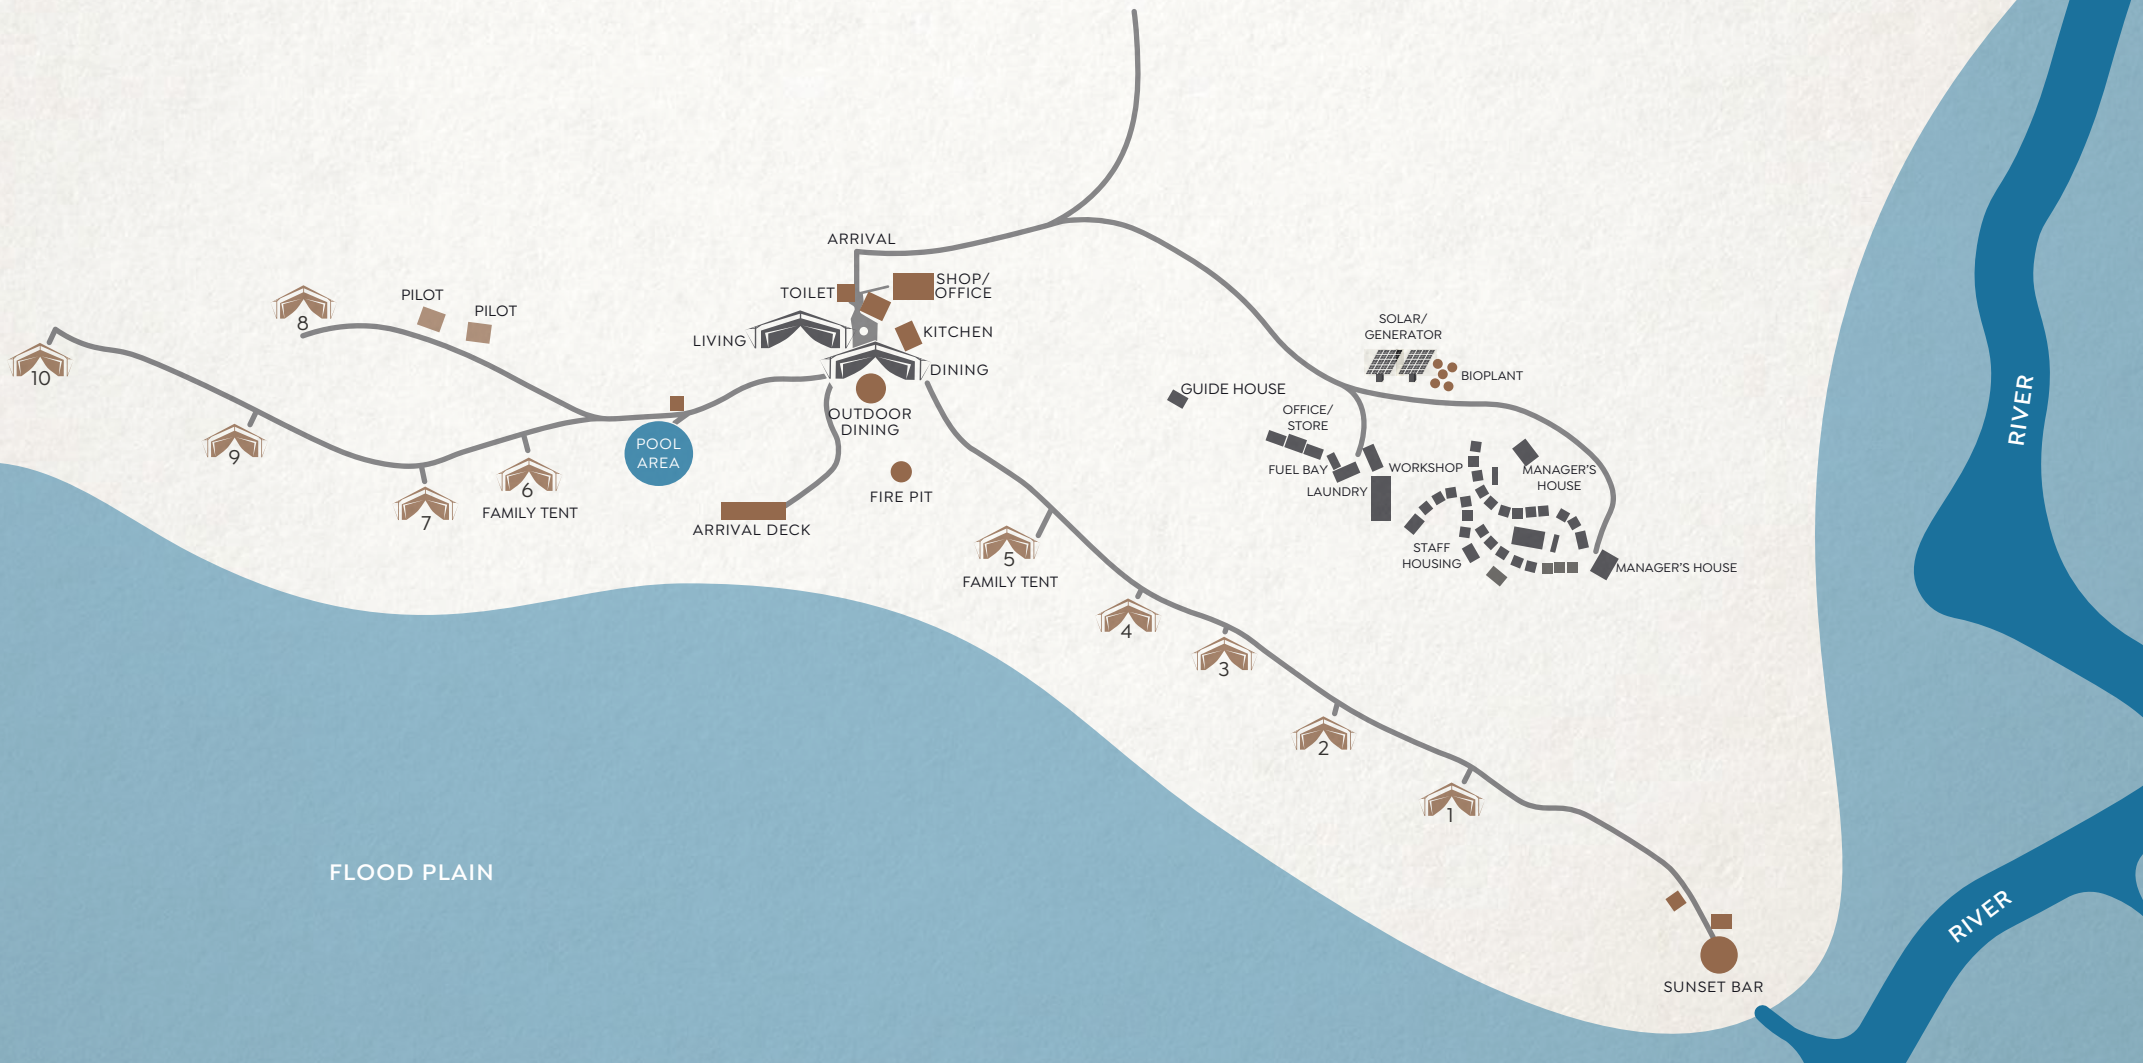 ARRIVAL
TOILET
SHOP/
OFFICE
LIVING
KITCHEN
DINING
OUTDOOR
DINING
FIRE PIT
ARRIVAL DECK
POOL
AREA
PILOT
PILOT
8
10
9
7
6
FAMILY TENT
5
FAMILY TENT
4
3
2
1
SUNSET BAR
SOLAR/
GENERATOR
BIOPLANT
GUIDE HOUSE
OFFICE/
STORE
FUEL BAY
LAUNDRY
WORKSHOP
MANAGER'S
HOUSE
STAFF
HOUSING
MANAGER'S HOUSE
RIVER
RIVER
FLOOD PLAIN